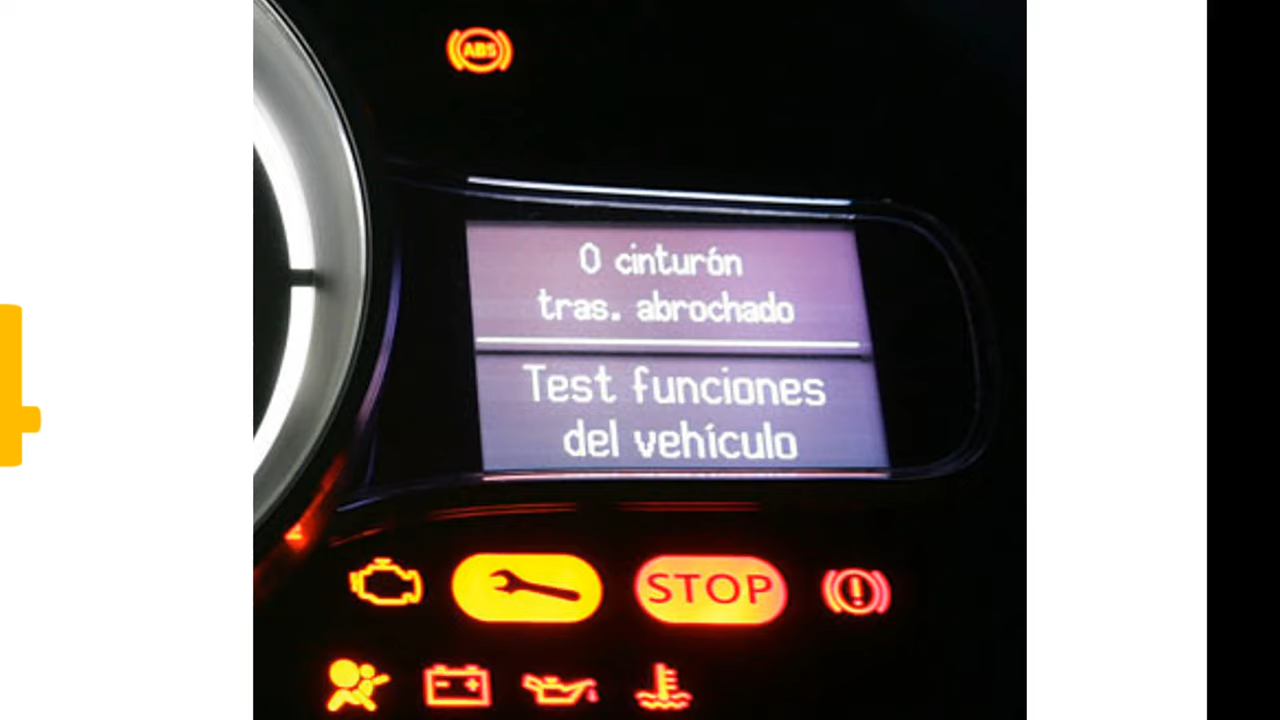 ABS
0 cinturón
tras. abrochado
Test funciones
del vehículo
STOP